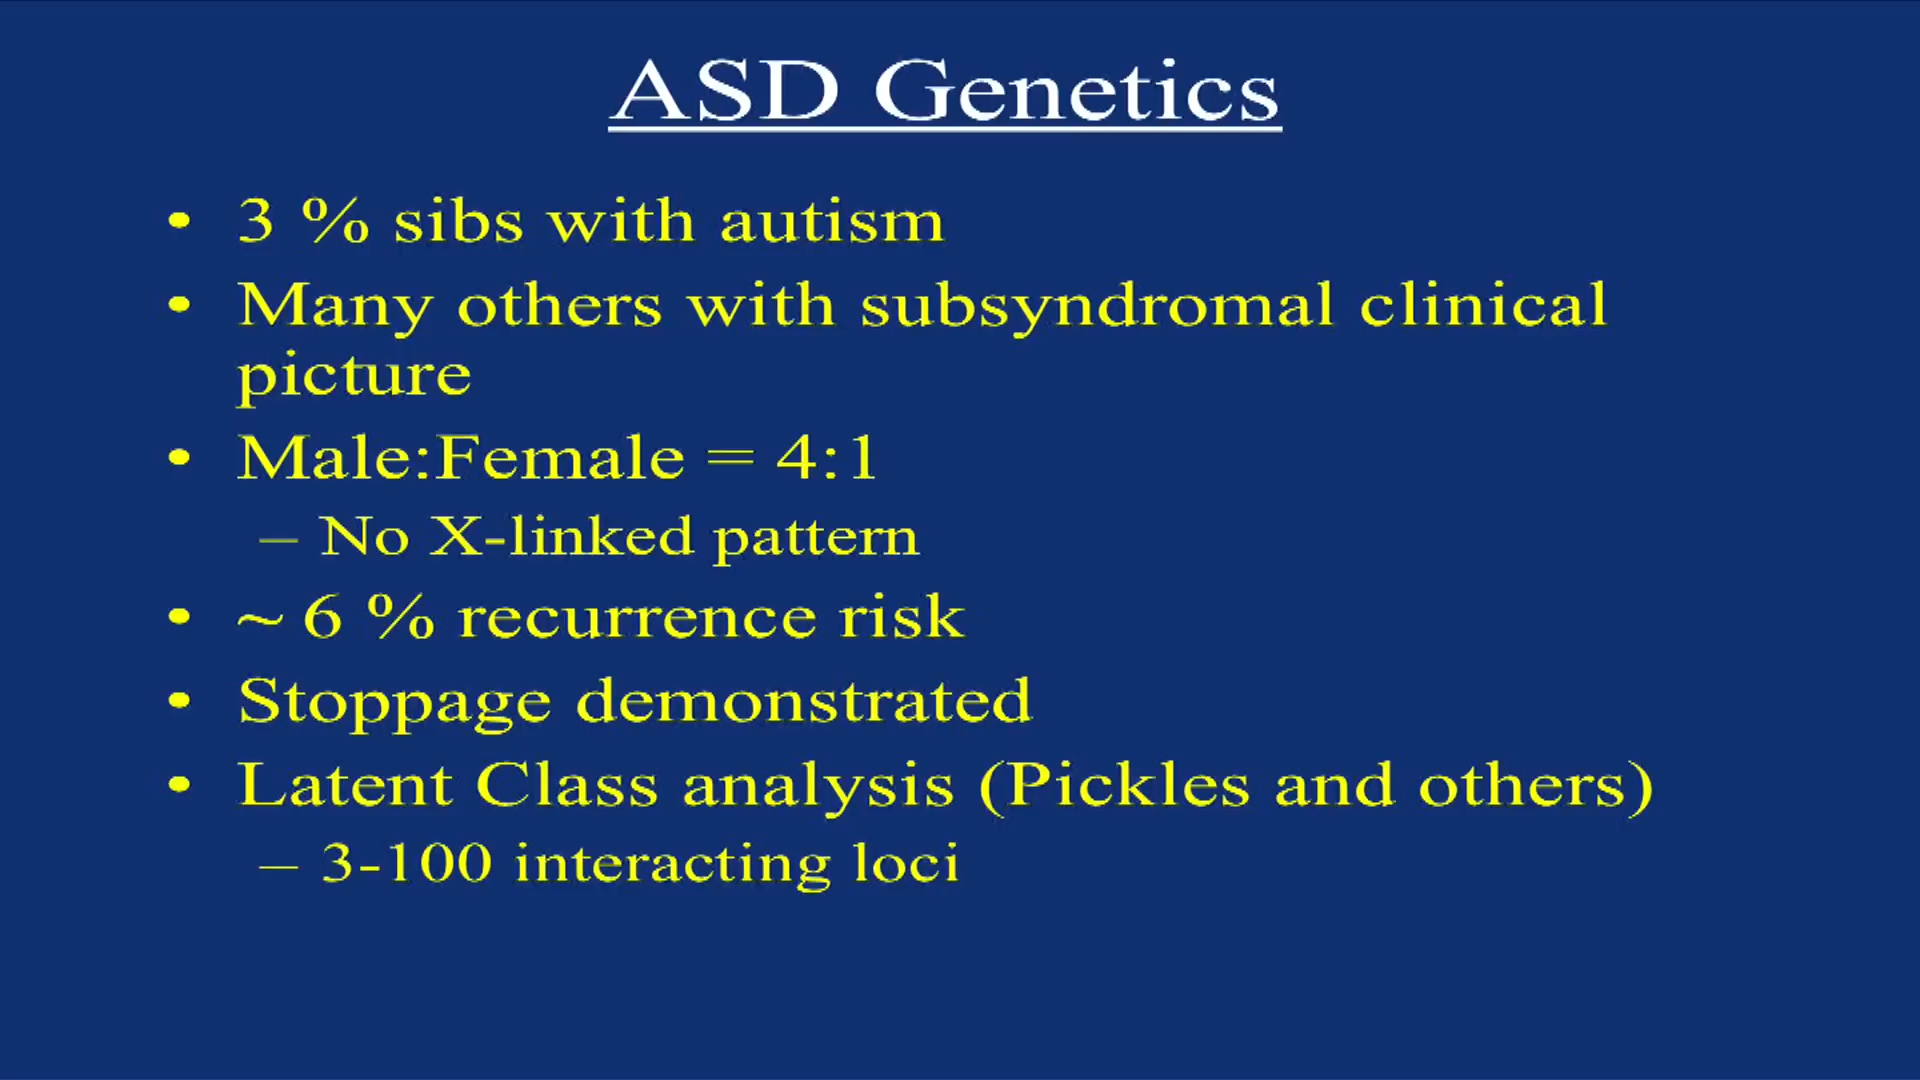 ASD Genetics
• 3 % sibs with autism
• Many others with subsyndromal clinical
picture
• Male:Female = 4:1
– No X-linked pattern
• ~ 6 % recurrence risk
• Stoppage demonstrated
• Latent Class analysis (Pickles and others)
– 3-100 interacting loci